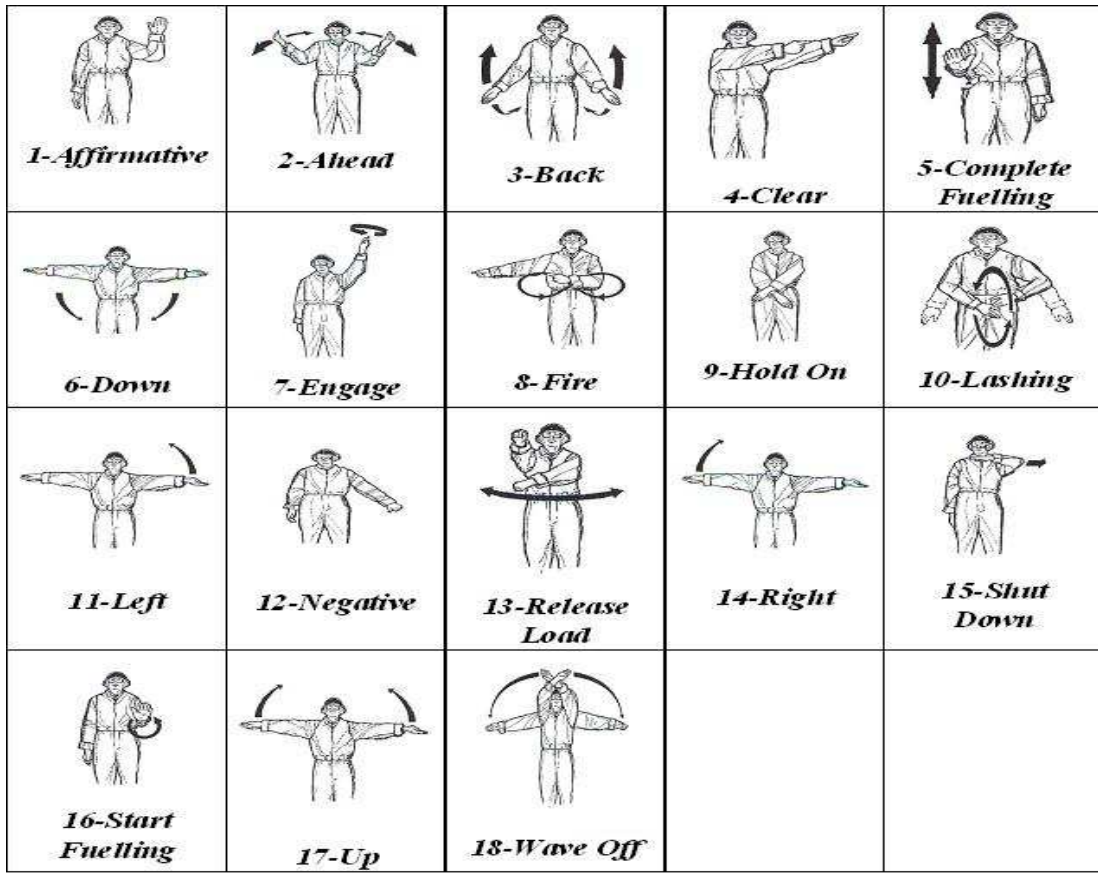 1-Affirmative
2-Ahead
3-Back
4-Clear
5-Complete
Fuelling
6-Down
7-Engage
8-Fire
9-Hold On
10-Lashing
11-Left
12-Negative
13-Release
Load
14-Right
15-Shut
Down
16-Start
Fuelling
17-Up
18-Wave Off